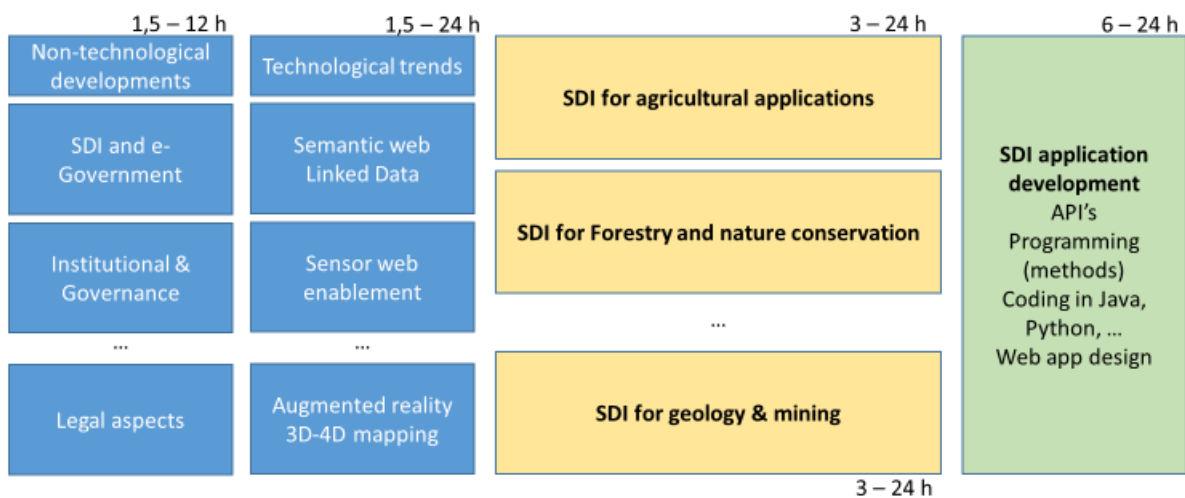 1,5 – 12 h
Non-technological
developments
SDI and e-
Government
Institutional &
Governance
...
Legal aspects
1,5 – 24 h
Technological trends
Semantic web
Linked Data
Sensor web
enablement
...
Augmented reality
3D-4D mapping
3 – 24 h
SDI for agricultural applications
SDI for Forestry and nature conservation
...
SDI for geology & mining
3 – 24 h
6 – 24 h
SDI application
development
API's
Programming
(methods)
Coding in Java,
Python, ...
Web app design